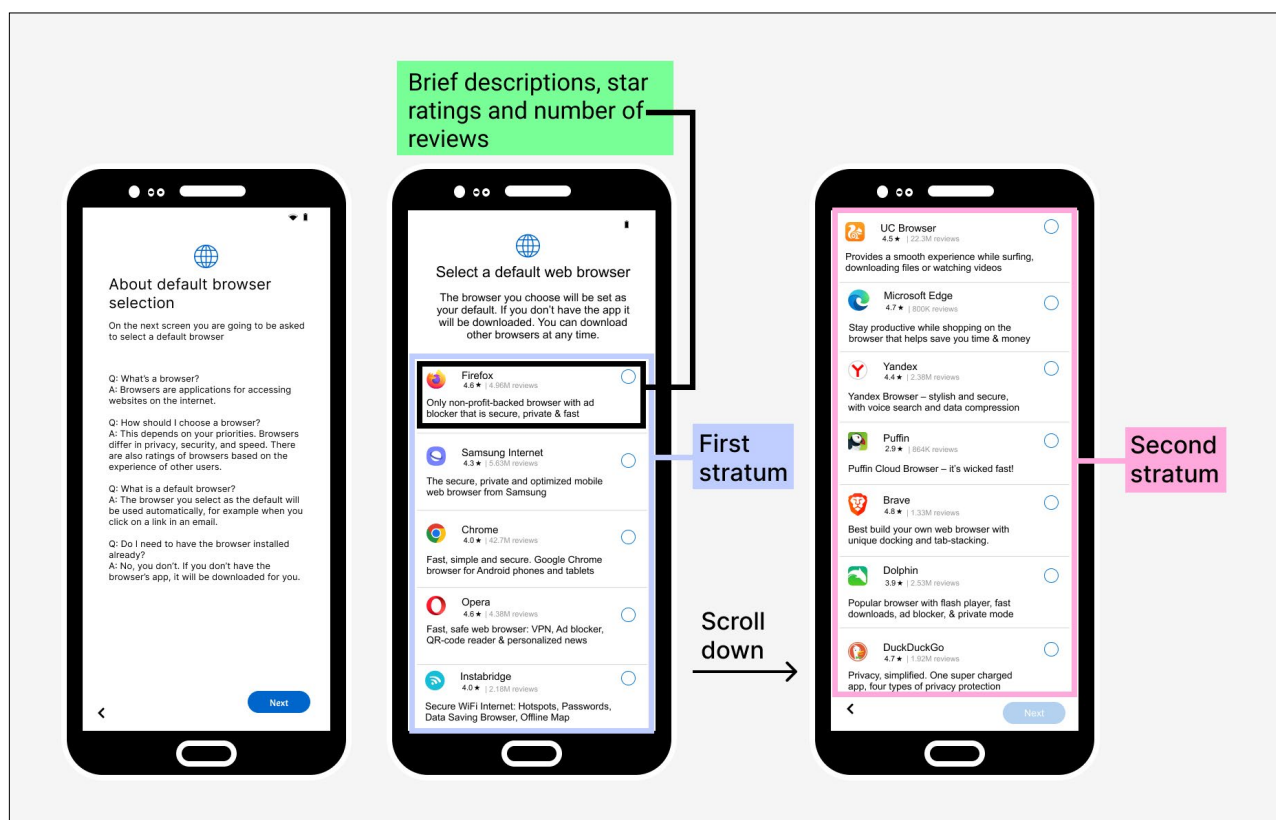 Brief descriptions, star
ratings and number of
reviews
About default browser
selection
On the next screen you are going to be asked
to select a default browser
Q: What's a browser?
A: Browsers are applications for accessing
websites on the internet.
Q: How should I choose a browser?
A: This depends on your priorities. Browsers
differ in privacy, security, and speed. There
are also ratings of browsers based on the
experience of other users.
Q: What is a default browser?
A: The browser you select as the default will
be used automatically, for example when you
click on a link in an email.
Q: Do I need to have the browser installed
already?
A: No, you don't. If you don't have the
browser's app, it will be downloaded for you.
Next
Select a default web browser
The browser you choose will be set as
your default. If you don't have the app it
will be downloaded. You can download
other browsers at any time.
Firefox
4.6 ★ | 4.96M reviews
Only non-profit-backed browser with ad
blocker that is secure, private & fast
Samsung Internet
4.3 ★ | 5.63M reviews
The secure, private and optimized mobile
web browser from Samsung
Chrome
4.0 ★ | 42.7M reviews
Fast, simple and secure. Google Chrome
browser for Android phones and tablets
Opera
4.6 ★ | 4.38M reviews
Fast, safe web browser: VPN, Ad blocker,
QR-code reader & personalized news
Instabridge
4.0 ★ | 2.18M reviews
Secure WiFi Internet: Hotspots, Passwords,
Data Saving Browser, Offline Map
First
stratum
Scroll
down
UC Browser
4.5 ★ | 22.3M reviews
Provides a smooth experience while surfing,
downloading files or watching videos
Microsoft Edge
4.7 ★ | 800K reviews
Stay productive while shopping on the
browser that helps save you time & money
Yandex
4.4 ★ | 2.38M reviews
Yandex Browser – stylish and secure,
with voice search and data compression
Puffin
2.9 ★ | 864K reviews
Puffin Cloud Browser – it's wicked fast!
Brave
4.8 ★ | 1.33M reviews
Best build your own web browser with
unique docking and tab-stacking.
Dolphin
3.9 ★ | 2.53M reviews
Popular browser with flash player, fast
downloads, ad blocker, & private mode
DuckDuckGo
4.7 ★ | 1.92M reviews
Privacy, simplified. One super charged
app, four types of privacy protection
Next
Second
stratum